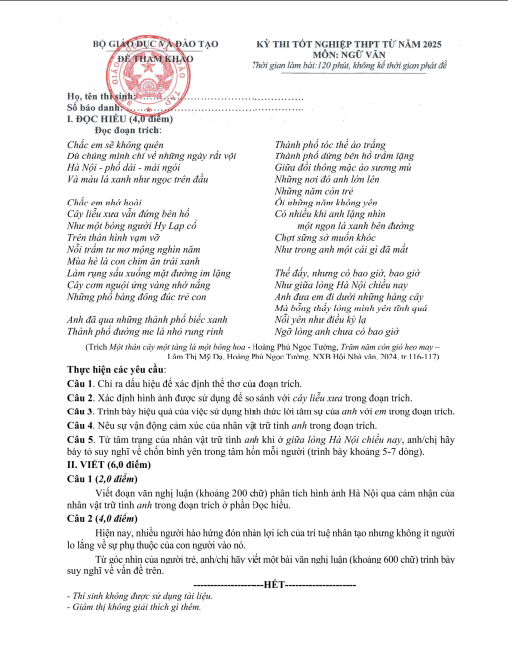 BỘ GIÁO DỤC VÀ ĐÀO TẠO
ĐỀ THAM KHẢO
KỲ THI TỐT NGHIỆP THPT TỪ NĂM 2025
MÔN: NGỮ VĂN
Thời gian làm bài:120 phút, không kể thời gian phát đề
Họ, tên thí sinh: ………………………………………
Số báo danh: …………………………………………..
I. ĐỌC HIỂU (4,0 điểm)
Đọc đoạn trích:
Chắc em sẽ không quên
Dù chúng mình chỉ về những ngày rất vội
Hà Nội - phố dài - mái ngói
Và màu lá xanh như ngọc trên đầu
Chắc em nhớ hoài
Cây liễu xưa vẫn đứng bên hồ
Như một bóng người Hy Lạp cổ
Trên thân hình vạm vỡ
Nỗi trầm tư mơ mộng nghìn năm
Mùa hè lá con chim ăn trái xanh
Làm rụng sấu xuống mặt đường im lặng
Cây cơm nguội ửng vàng nhớ nắng
Những phố bàng đông đúc trẻ con
Anh đã qua những thành phố biếc xanh
Thành phố đường me lá nhỏ rung rinh
Thành phố tóc thề áo trắng
Thành phố đứng bên hồ trầm lặng
Giữa đồi thông mặc áo sương mù
Những nơi đó anh lớn lên
Những năm còn trẻ
Ôi những năm không yên
Có nhiều khi anh lặng nhìn
một ngọn lá xanh bên đường
Chợt sững sờ muốn khóc
Như trong anh một cái gì đã mất
Thế đấy, nhưng có bao giờ, bao giờ
Như giữa lòng Hà Nội chiều nay
Anh đưa em đi dưới những hàng cây
Mà bỗng thấy lòng mình yên tĩnh quá
Nỗi yên như điều kỳ lạ
Ngỡ lòng anh chưa có bao giờ
(Trích Một thân cây một tàng lá một bông hoa - Hoàng Phủ Ngọc Tường, Trăm năm còn gió heo may –
Lâm Thị Mỹ Dạ, Hoàng Phủ Ngọc Tường, NXB Hội Nhà văn, 2024, tr.116-117)
Thực hiện các yêu cầu:
Câu 1. Chỉ ra dấu hiệu để xác định thể thơ của đoạn trích.
Câu 2. Xác định hình ảnh được sử dụng để so sánh với cây liễu xưa trong đoạn trích.
Câu 3. Trình bày hiệu quả của việc sử dụng hình thức lời tâm sự của anh với em trong đoạn trích.
Câu 4. Nêu sự vận động cảm xúc của nhân vật trữ tình anh trong đoạn trích.
Câu 5. Từ tâm trạng của nhân vật trữ tình anh khi ở giữa lòng Hà Nội chiều nay, anh/chị hãy
bày tỏ suy nghĩ về chốn bình yên trong tâm hồn mỗi người (trình bày khoảng 5-7 dòng).
II. VIẾT (6,0 điểm)
Câu 1 (2,0 điểm)
Viết đoạn văn nghị luận (khoảng 200 chữ) phân tích hình ảnh Hà Nội qua cảm nhận của
nhân vật trữ tình anh trong đoạn trích ở phần Đọc hiểu.
Câu 2 (4,0 điểm)
Hiện nay, nhiều người hào hứng đón nhận lợi ích của trí tuệ nhân tạo nhưng không ít người
lo lắng về sự phụ thuộc của con người vào nó.
Từ góc nhìn của người trẻ, anh/chị hãy viết một bài văn nghị luận (khoảng 600 chữ) trình bày
suy nghĩ về vấn đề trên.
----------------------HẾT----------------------
- Thí sinh không được sử dụng tài liệu.
- Giám thị không giải thích gì thêm.